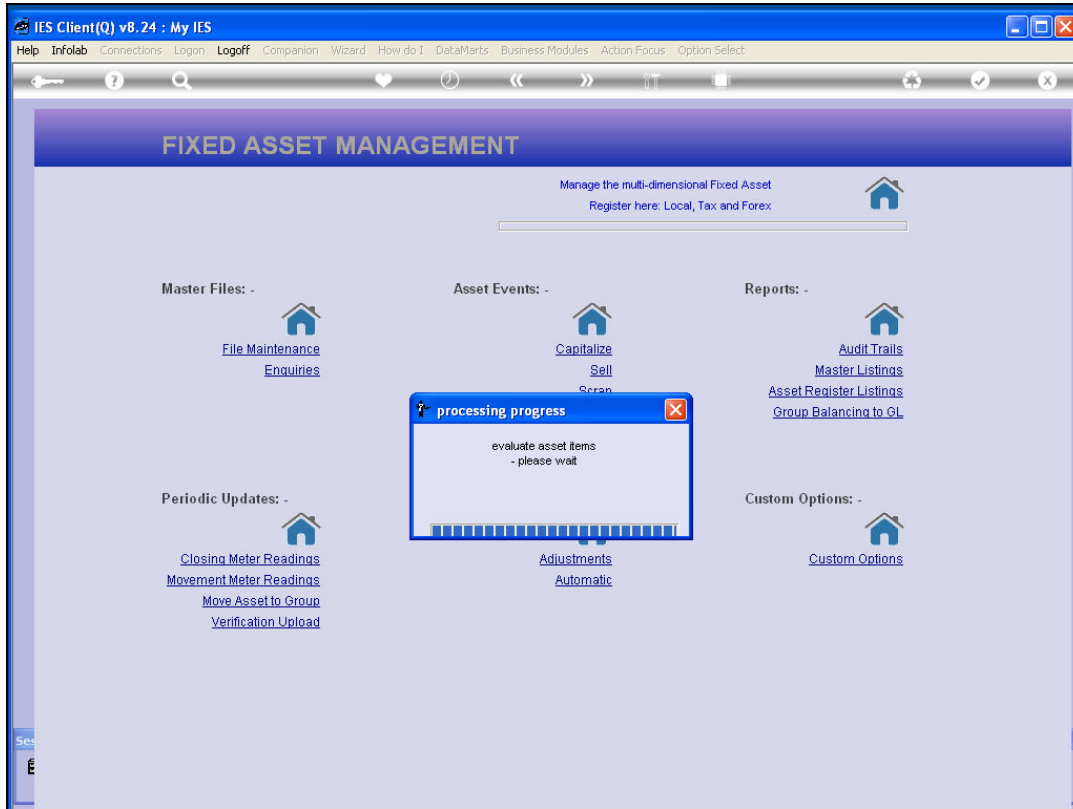 IES Client(Q) v8.24 : My IES
Help Infolab Connections Logon Logoff Companion Wizard How do I DataMarts Business Modules Action Focus Option Select
FIXED ASSET MANAGEMENT
Manage the multi-dimensional Fixed Asset
Register here: Local, Tax and Forex
Master Files: -
File Maintenance
Enquiries
Asset Events: -
Capitalize
Sell
Scrap
Reports: -
Audit Trails
Master Listings
Asset Register Listings
Group Balancing to GL
processing progress
evaluate asset items
- please wait
Periodic Updates: -
Closing Meter Readings
Movement Meter Readings
Move Asset to Group
Verification Upload
Adjustments
Automatic
Custom Options: -
Custom Options